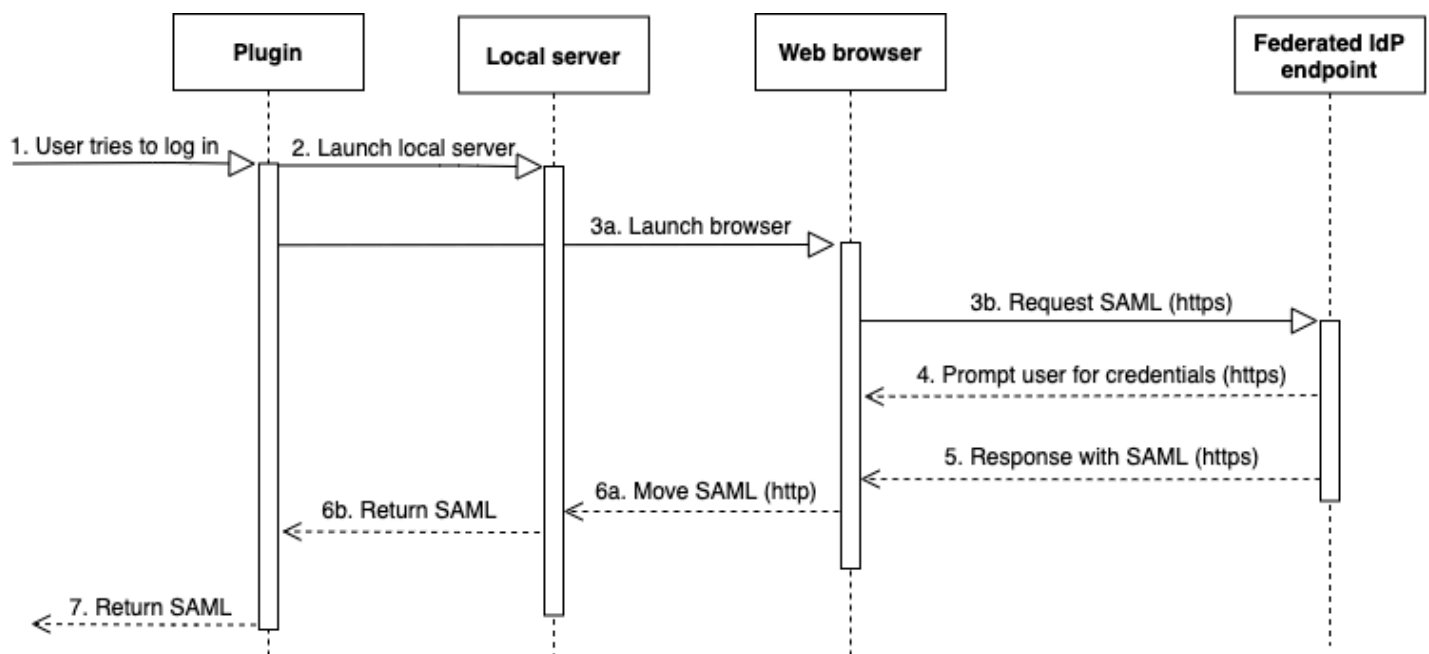 Plugin
Local server
Web browser
Federated IdP
endpoint
1. User tries to log in
2. Launch local server
3a. Launch browser
3b. Request SAML (https)
4. Prompt user for credentials (https)
5. Response with SAML (https)
6a. Move SAML (http)
6b. Return SAML
7. Return SAML